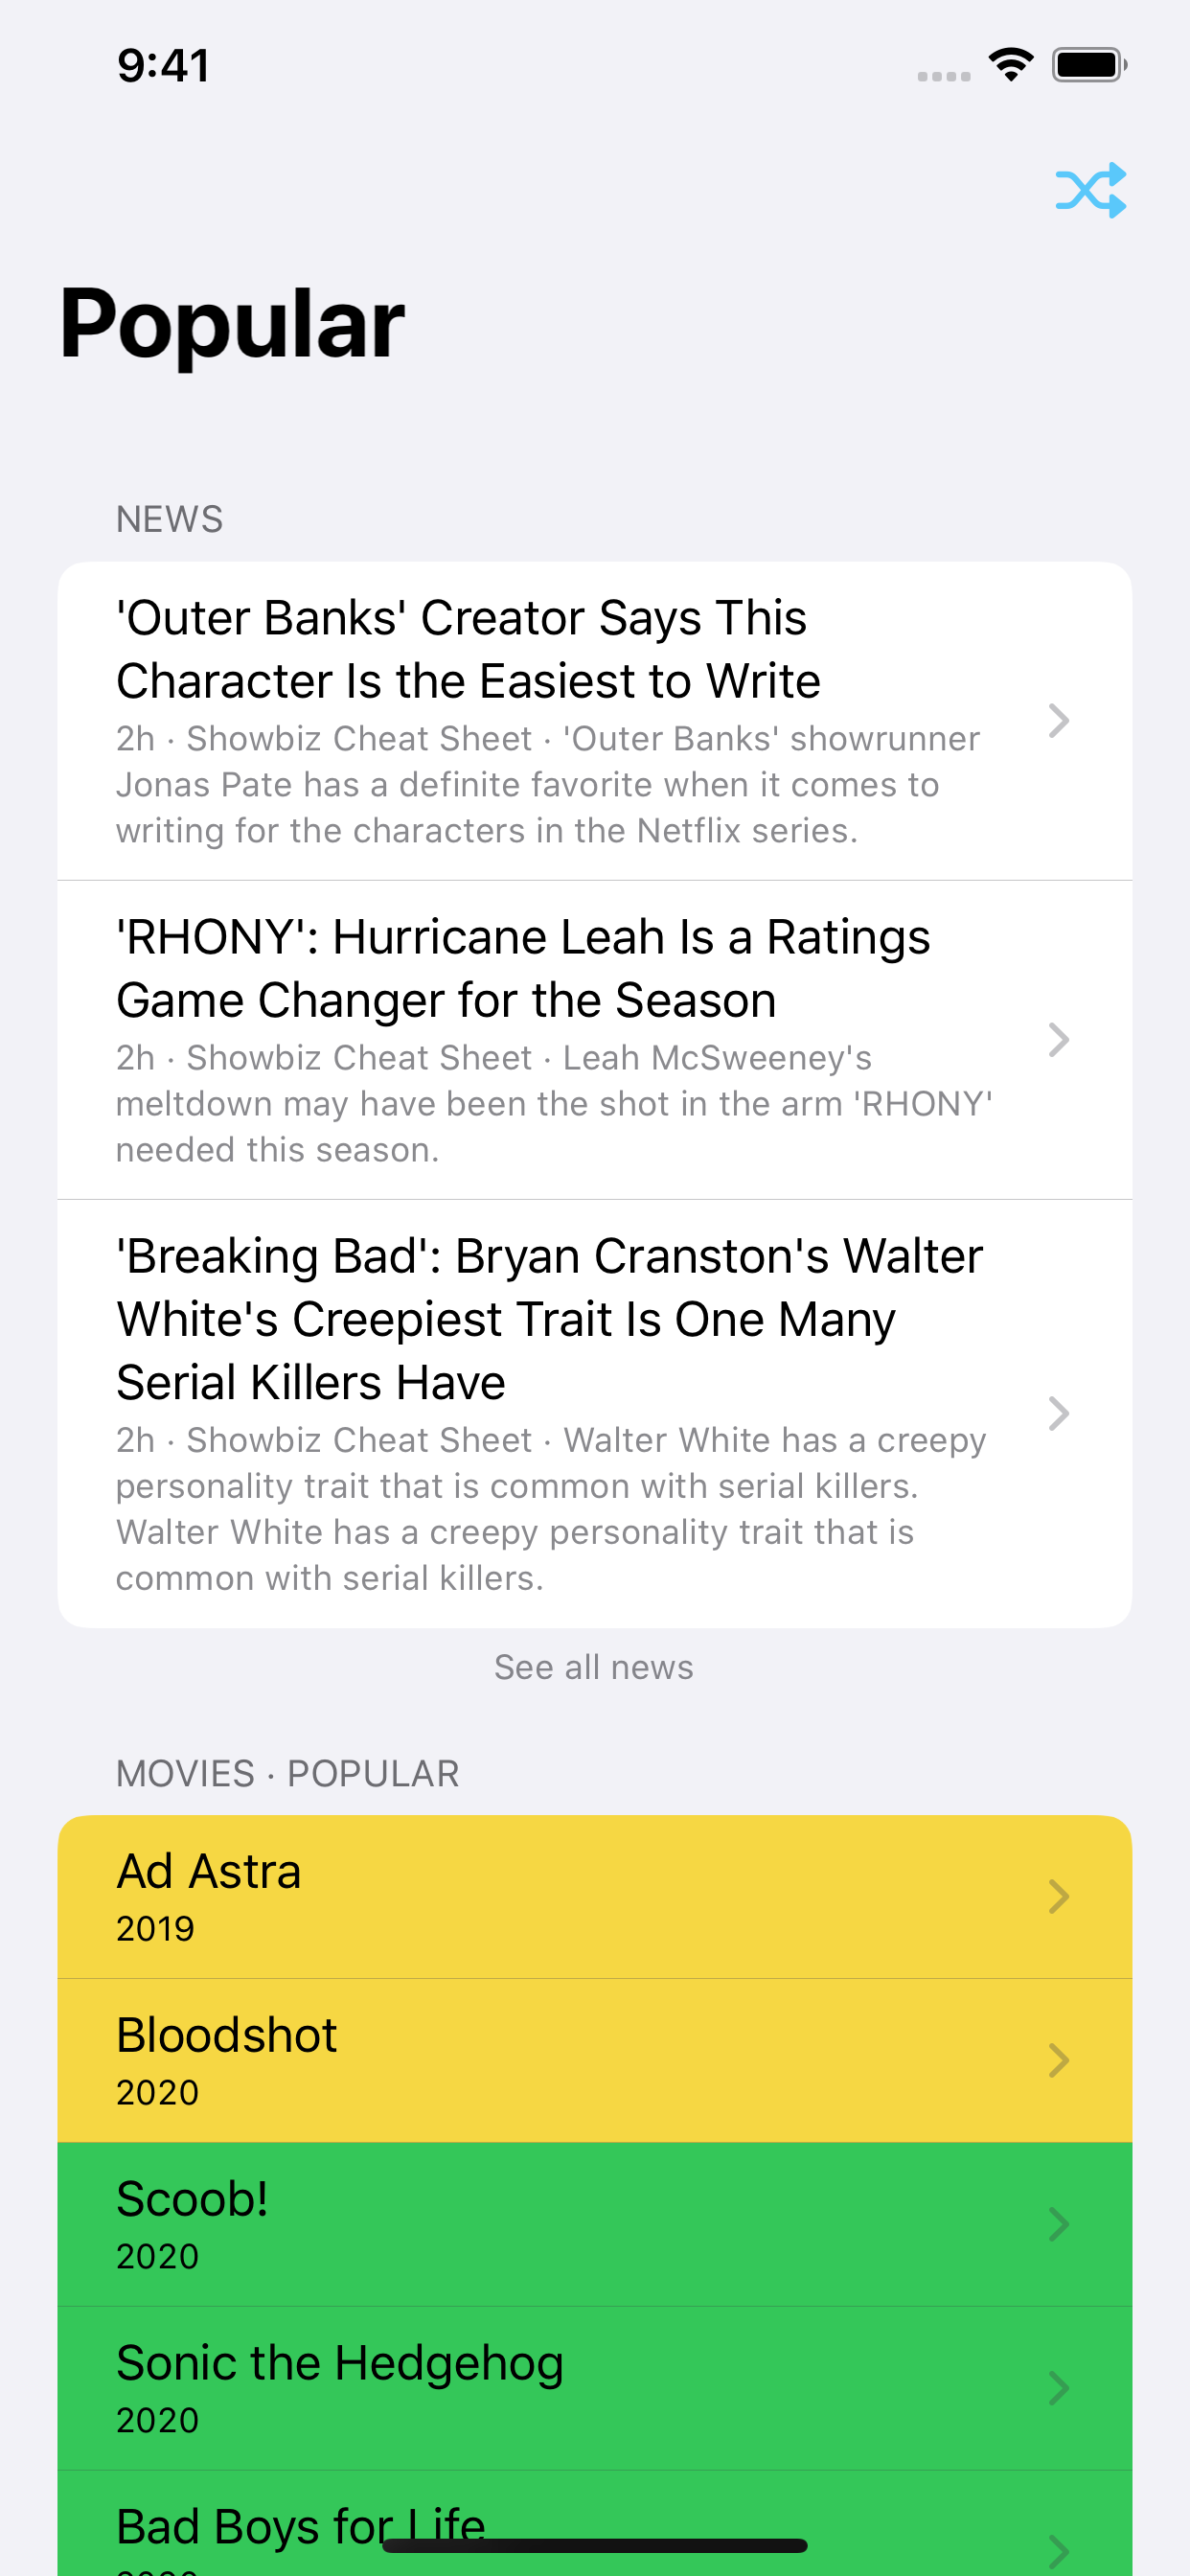 9:41
Popular
NEWS
'Outer Banks' Creator Says This
Character Is the Easiest to Write
2h · Showbiz Cheat Sheet · 'Outer Banks' showrunner
Jonas Pate has a definite favorite when it comes to
writing for the characters in the Netflix series.
'RHONY': Hurricane Leah Is a Ratings
Game Changer for the Season
2h · Showbiz Cheat Sheet · Leah McSweeney's
meltdown may have been the shot in the arm 'RHONY'
needed this season.
'Breaking Bad': Bryan Cranston's Walter
White's Creepiest Trait Is One Many
Serial Killers Have
2h · Showbiz Cheat Sheet · Walter White has a creepy
personality trait that is common with serial killers.
Walter White has a creepy personality trait that is
common with serial killers.
See all news
MOVIES · POPULAR
Ad Astra
2019
Bloodshot
2020
Scoob!
2020
Sonic the Hedgehog
2020
Bad Boys for Life